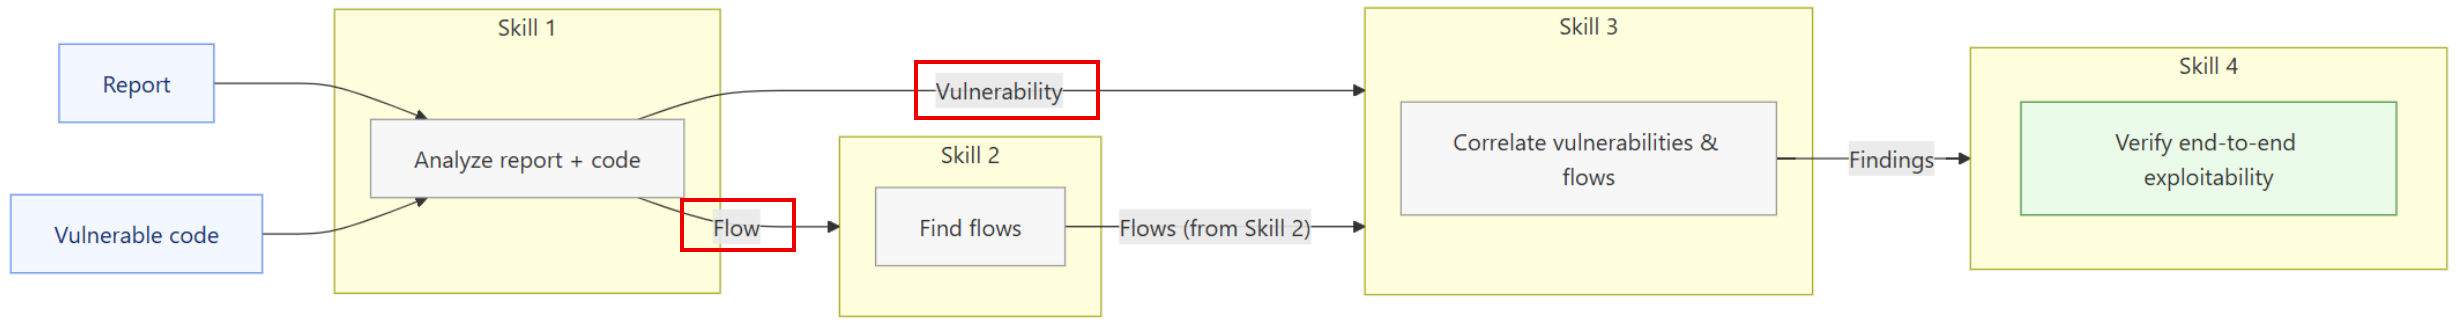 Report
Vulnerable code
Skill 1
Analyze report + code
Vulnerability
Flow
Skill 2
Find flows
Flows (from Skill 2)
Skill 3
Correlate vulnerabilities &
flows
Findings
Skill 4
Verify end-to-end
exploitability